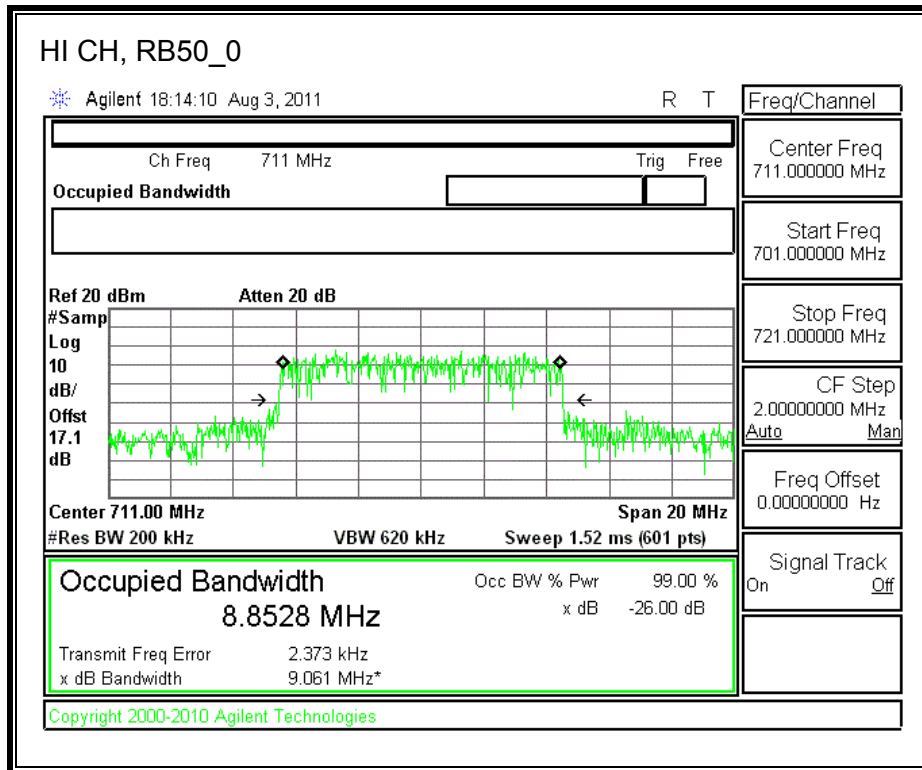 HI CH, RB50_0
Agilent 18:14:10 Aug 3, 2011 R T
Ch Freq 711 MHz Trig Free
Occupied Bandwidth
Ref 20 dBm Atten 20 dB
#Samp
Log
10
dB/
Offst
17.1
dB
Center 711.00 MHz Span 20 MHz
#Res BW 200 kHz VBW 620 kHz Sweep 1.52 ms (601 pts)
Occupied Bandwidth
8.8528 MHz
Occ BW % Pwr 99.00 %
x dB -26.00 dB
Transmit Freq Error 2.373 kHz
x dB Bandwidth 9.061 MHz*
Copyright 2000-2010 Agilent Technologies
Freq/Channel
Center Freq
711.000000 MHz
Start Freq
701.000000 MHz
Stop Freq
721.000000 MHz
CF Step
2.00000000 MHz
Auto Man
Freq Offset
0.00000000 Hz
Signal Track
On Off